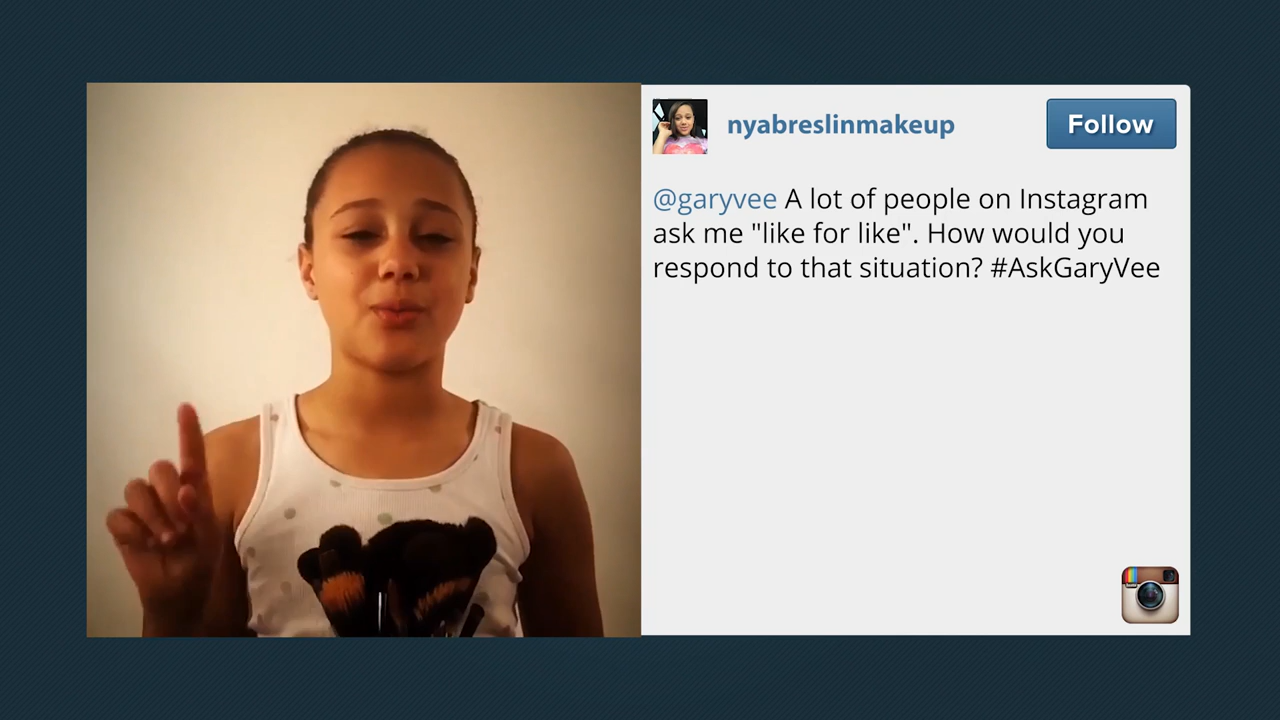 nyabreslinmakeup
Follow
@garyvee A lot of people on Instagram
ask me "like for like". How would you
respond to that situation? #AskGaryVee